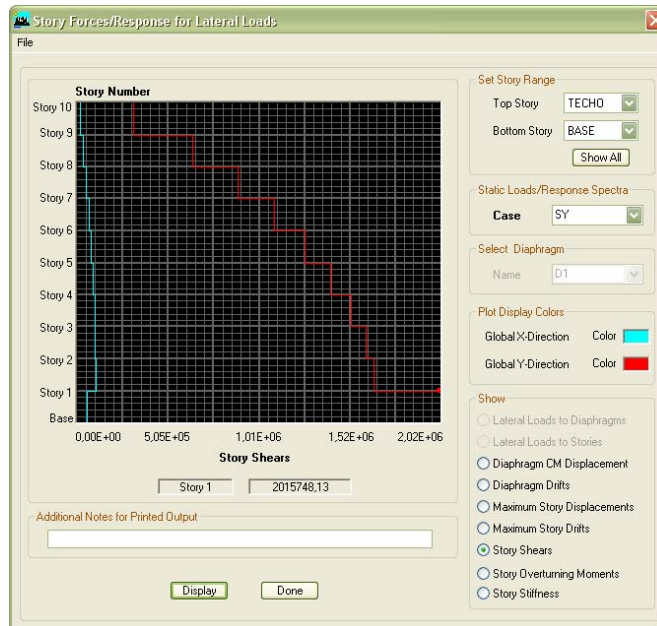 Story Forces/Response for Lateral Loads
File
Story Number
Story 10
Story 9
Story 8
Story 7
Story 6
Story 5
Story 4
Story 3
Story 2
Story 1
Base
0,00E+00 5,05E+05 1,01E+06 1,52E+06 2,02E+06
Story Shears
Story 1 2015748,13
Additional Notes for Printed Output
Display Done
Set Story Range
Top Story TECHO
Bottom Story BASE
Show All
Static Loads/Response Spectra
Case SY
Select Diaphragm
Name D1
Plot Display Colors
Global X-Direction Color
Global Y-Direction Color
Show
Lateral Loads to Diaphragms
Lateral Loads to Stories
Diaphragm CM Displacement
Diaphragm Drifts
Maximum Story Displacements
Maximum Story Drifts
Story Shears
Story Overturning Moments
Story Stiffness